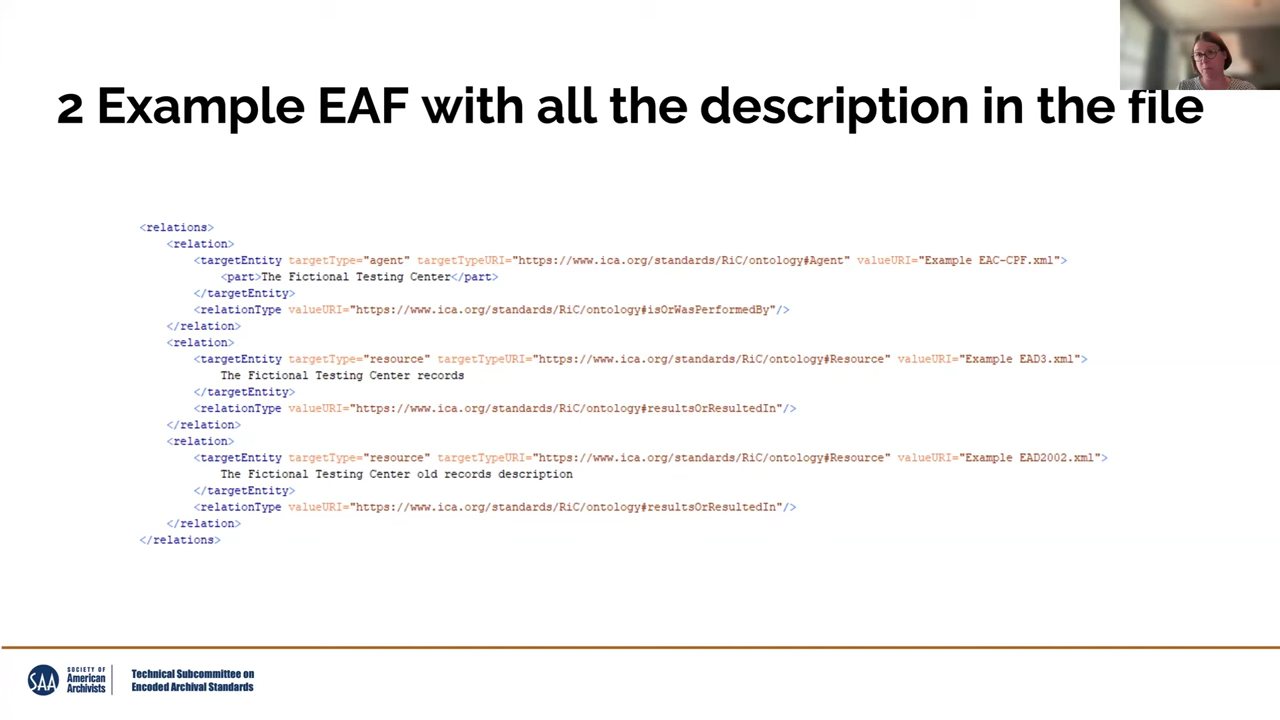 2 Example EAF with all the description in the file
<relations>
<relation>
<targetEntity targetType="agent" targetTypeURI="https://www.ica.org/standards/RiC/ontology#Agent" valueURI="Example EAC-CPF.xml">
<part>The Fictional Testing Center</part>
</targetEntity>
<relationType valueURI="https://www.ica.org/standards/RiC/ontology#isOrWasPerformedBy"/>
</relation>
<relation>
<targetEntity targetType="resource" targetTypeURI="https://www.ica.org/standards/RiC/ontology#Resource" valueURI="Example EAD3.xml">
The Fictional Testing Center records
</targetEntity>
<relationType valueURI="https://www.ica.org/standards/RiC/ontology#resultsOrResultedIn"/>
</relation>
<relation>
<targetEntity targetType="resource" targetTypeURI="https://www.ica.org/standards/RiC/ontology#Resource" valueURI="Example EAD2002.xml">
The Fictional Testing Center old records description
</targetEntity>
<relationType valueURI="https://www.ica.org/standards/RiC/ontology#resultsOrResultedIn"/>
</relation>
</relations>
SAA
SOCIETY OF
American
Archivists
Technical Subcommittee on
Encoded Archival Standards